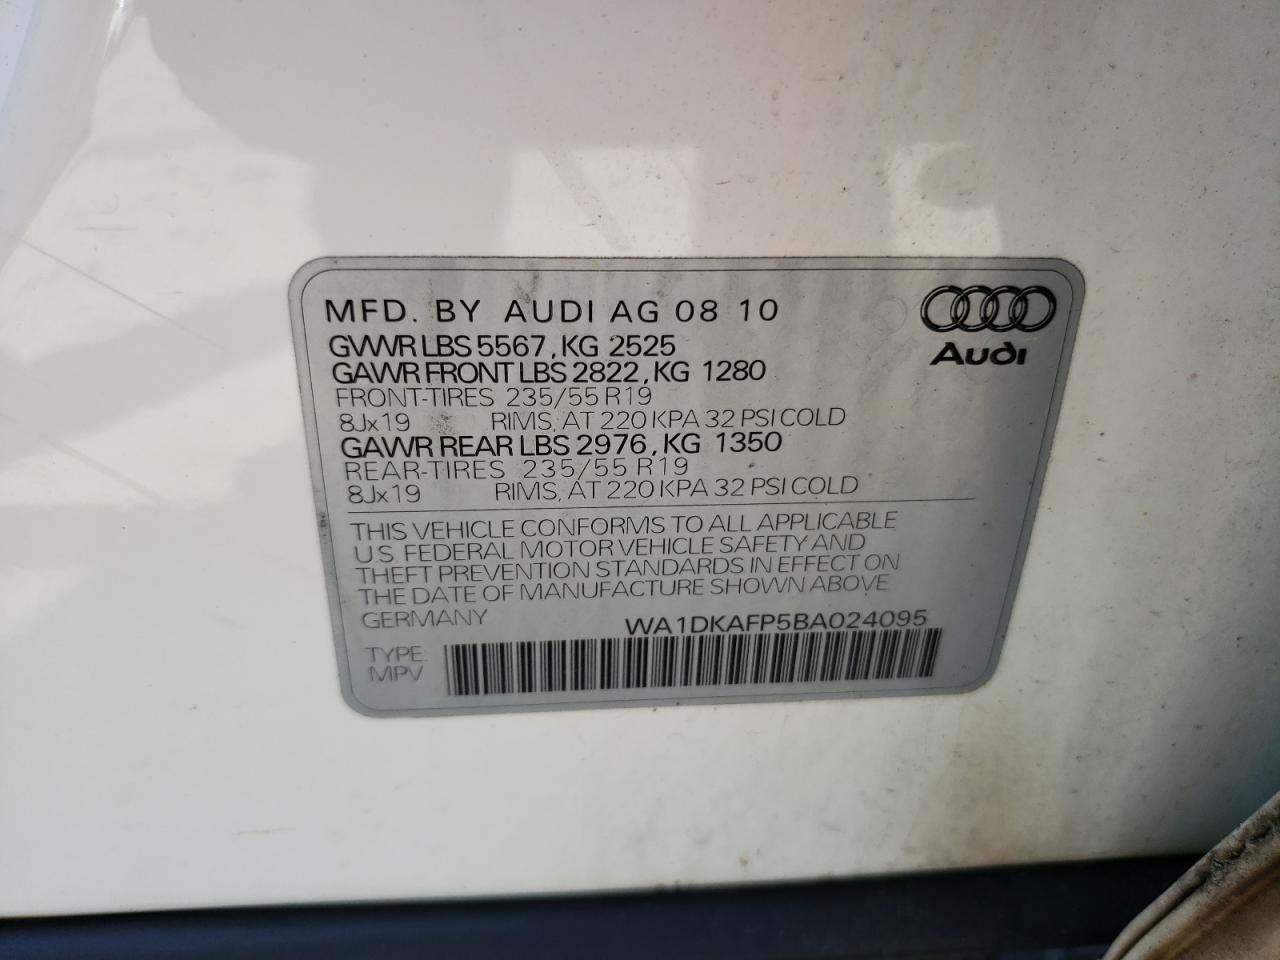 MFD. BY AUDI AG 08 10
GVWR LBS 5567, KG 2525
GAWR FRONT LBS 2822, KG 1280
FRONT-TIRES 235/55 R19
8Jx19 RIMS, AT 220 KPA 32 PSI COLD
GAWR REAR LBS 2976, KG 1350
REAR-TIRES 235/55 R19
8Jx19 RIMS, AT 220 KPA 32 PSI COLD
Audi
THIS VEHICLE CONFORMS TO ALL APPLICABLE
U.S. FEDERAL MOTOR VEHICLE SAFETY AND
THEFT PREVENTION STANDARDS IN EFFECT ON
THE DATE OF MANUFACTURE SHOWN ABOVE
GERMANY WA1DKAFP5BA024095
TYPE
MPV